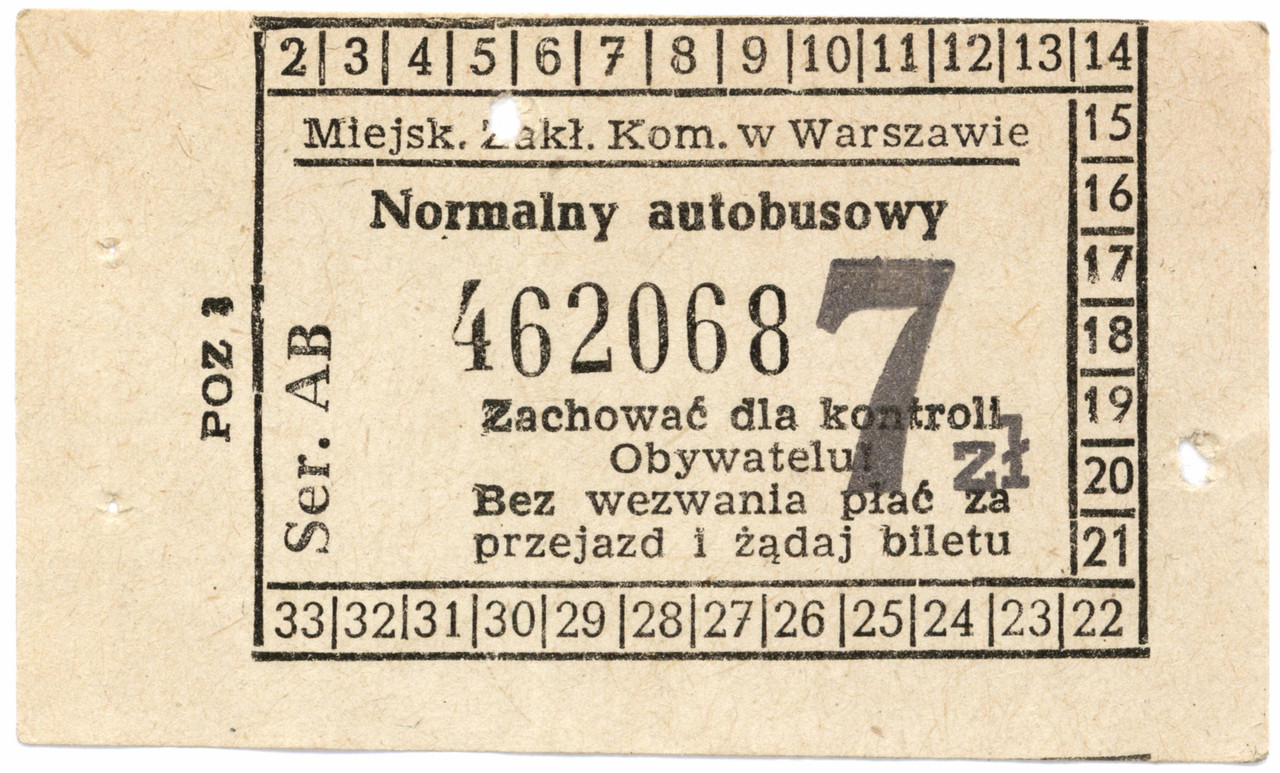 2 3 4 5 6 7 8 9 10 11 12 13 14
Miejsk. Zakł. Kom. w Warszawie
15
16
17
18
19
20
21
Normalny autobusowy
462068
7 zł
Ser. AB
POZ 1
Zachować dla kontroli
Obywatelu!
Bez wezwania płać za
przejazd i żądaj biletu
33 32 31 30 29 28 27 26 25 24 23 22